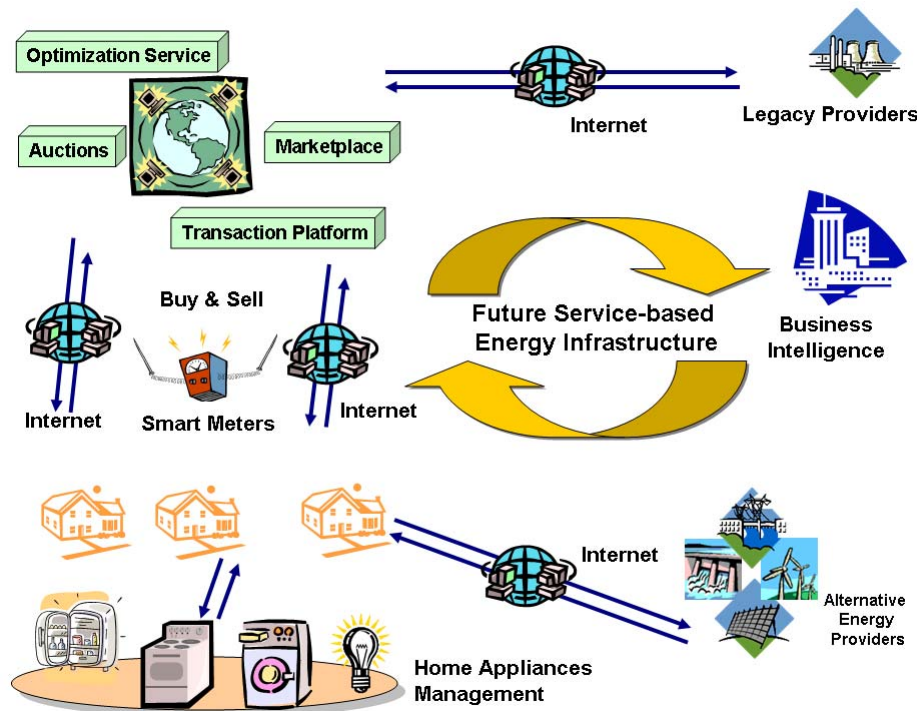 Optimization Service
Auctions
Marketplace
Transaction Platform
Internet
Legacy Providers
Buy & Sell
Internet
Smart Meters
Internet
Future Service-based
Energy Infrastructure
Business
Intelligence
Internet
Alternative
Energy
Providers
Home Appliances
Management